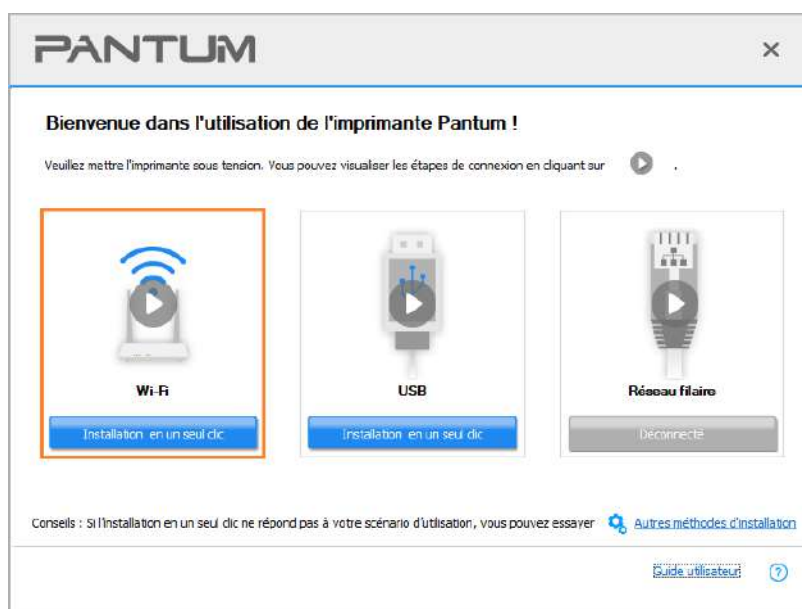 PANTUM
Bienvenue dans l'utilisation de l'imprimante Pantum !
Veuillez mettre l'imprimante sous tension. Vous pouvez visualiser les étapes de connexion en cliquant sur .
Wi-Fi
USB
Réseau filaire
Installation en un seul clic
Installation en un seul clic
Déconnecté
Conseils : Si l'installation en un seul clic ne répond pas à votre scénario d'utilisation, vous pouvez essayer Autres méthodes d'installation
Guide utilisateur ?